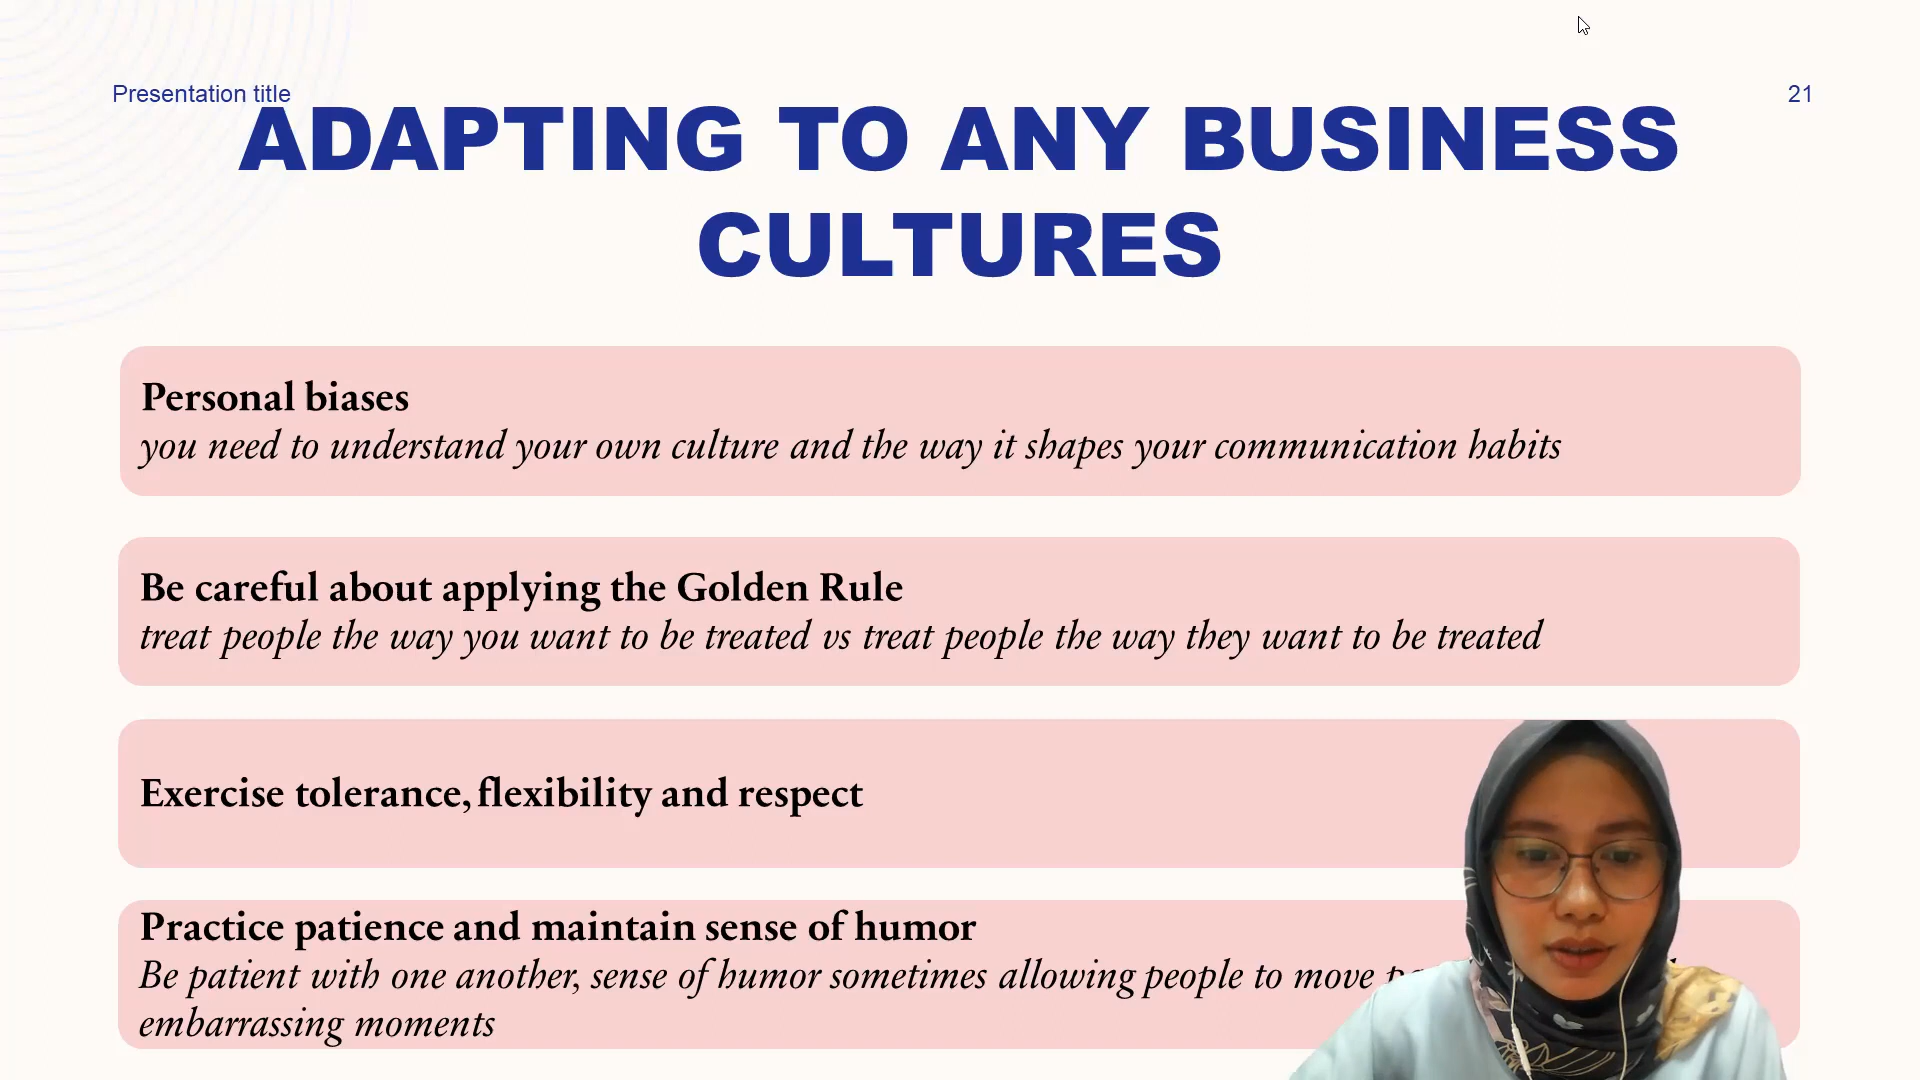 Presentation title
21
ADAPTING TO ANY BUSINESS
CULTURES
Personal biases
you need to understand your own culture and the way it shapes your communication habits
Be careful about applying the Golden Rule
treat people the way you want to be treated vs treat people the way they want to be treated
Exercise tolerance, flexibility and respect
Practice patience and maintain sense of humor
Be patient with one another, sense of humor sometimes allowing people to move
embarrassing moments